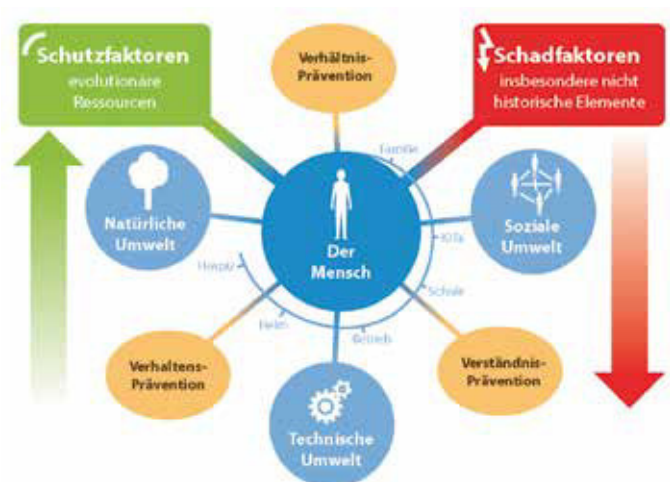 Schutzfaktoren
evolutionäre
Ressourcen
Verhältnis-
Prävention
Schadfaktoren
insbesondere nicht
historische Elemente
Familie
Natürliche
Umwelt
Der
Mensch
Soziale
Umwelt
KiTa
Hospiz
Schule
Heim
Betrieb
Verhaltens-
Prävention
Verständnis-
Prävention
Technische
Umwelt